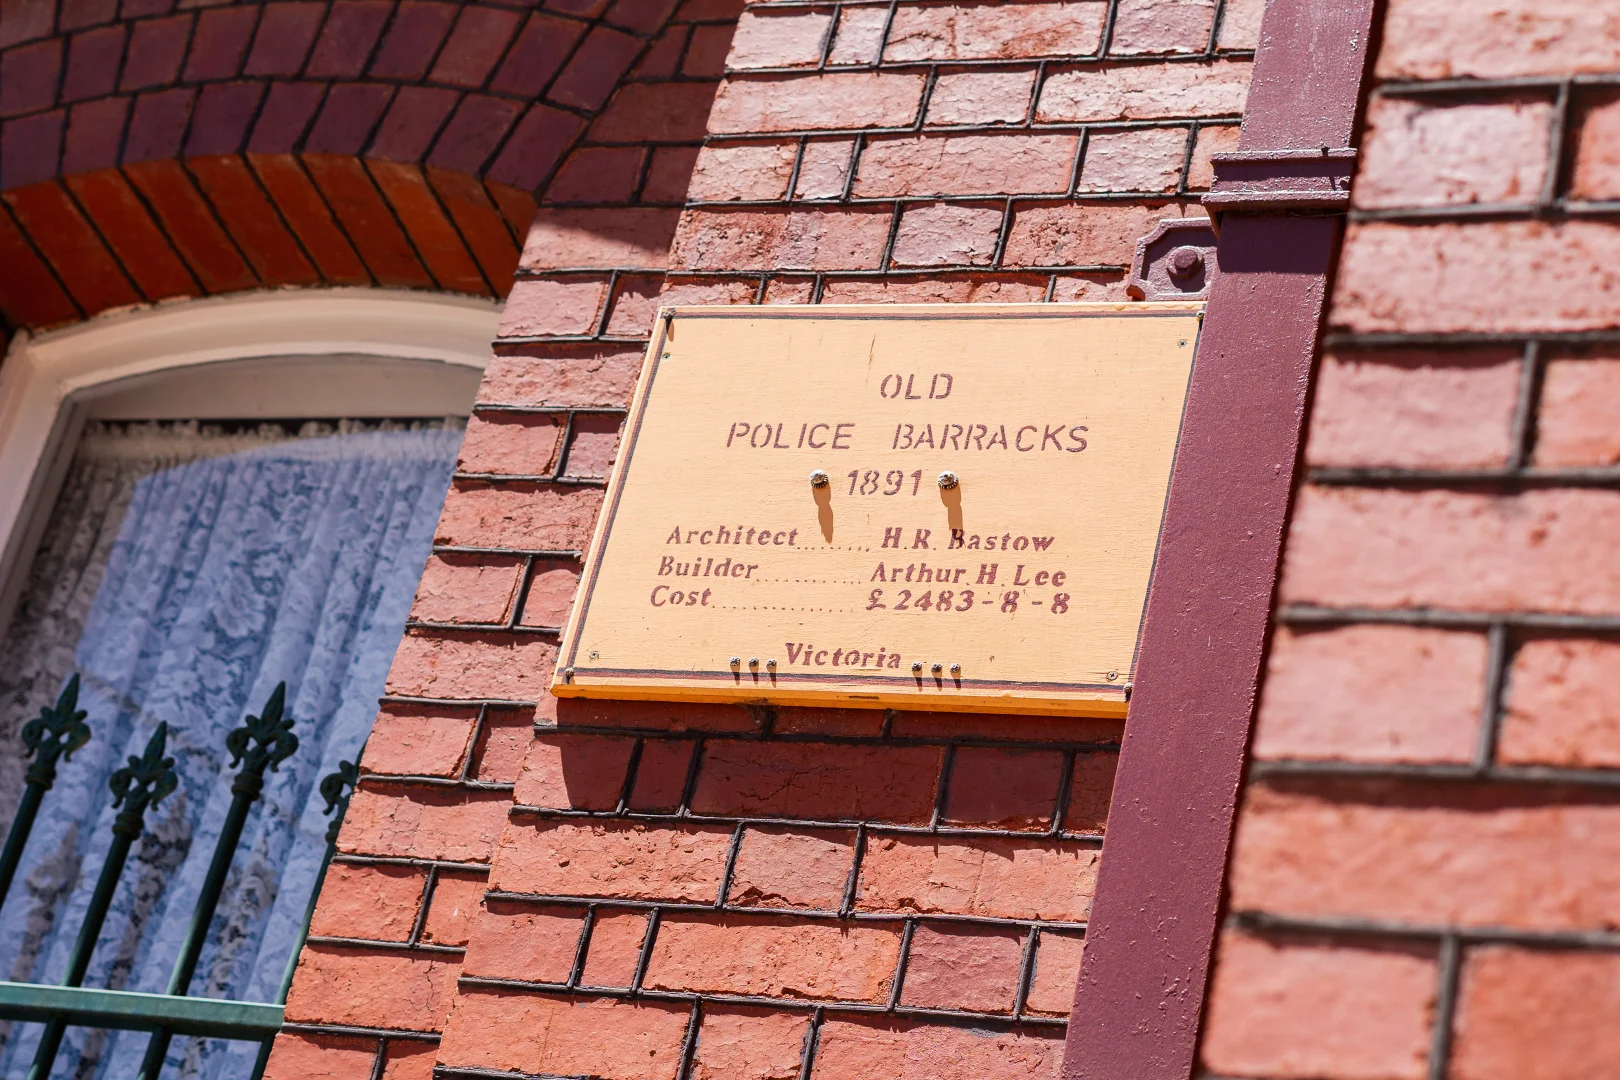 OLD
POLICE BARRACKS
1891
Architect......... H.R. Bastow
Builder............ Arthur H. Lee
Cost................ £2483-8-8
Victoria